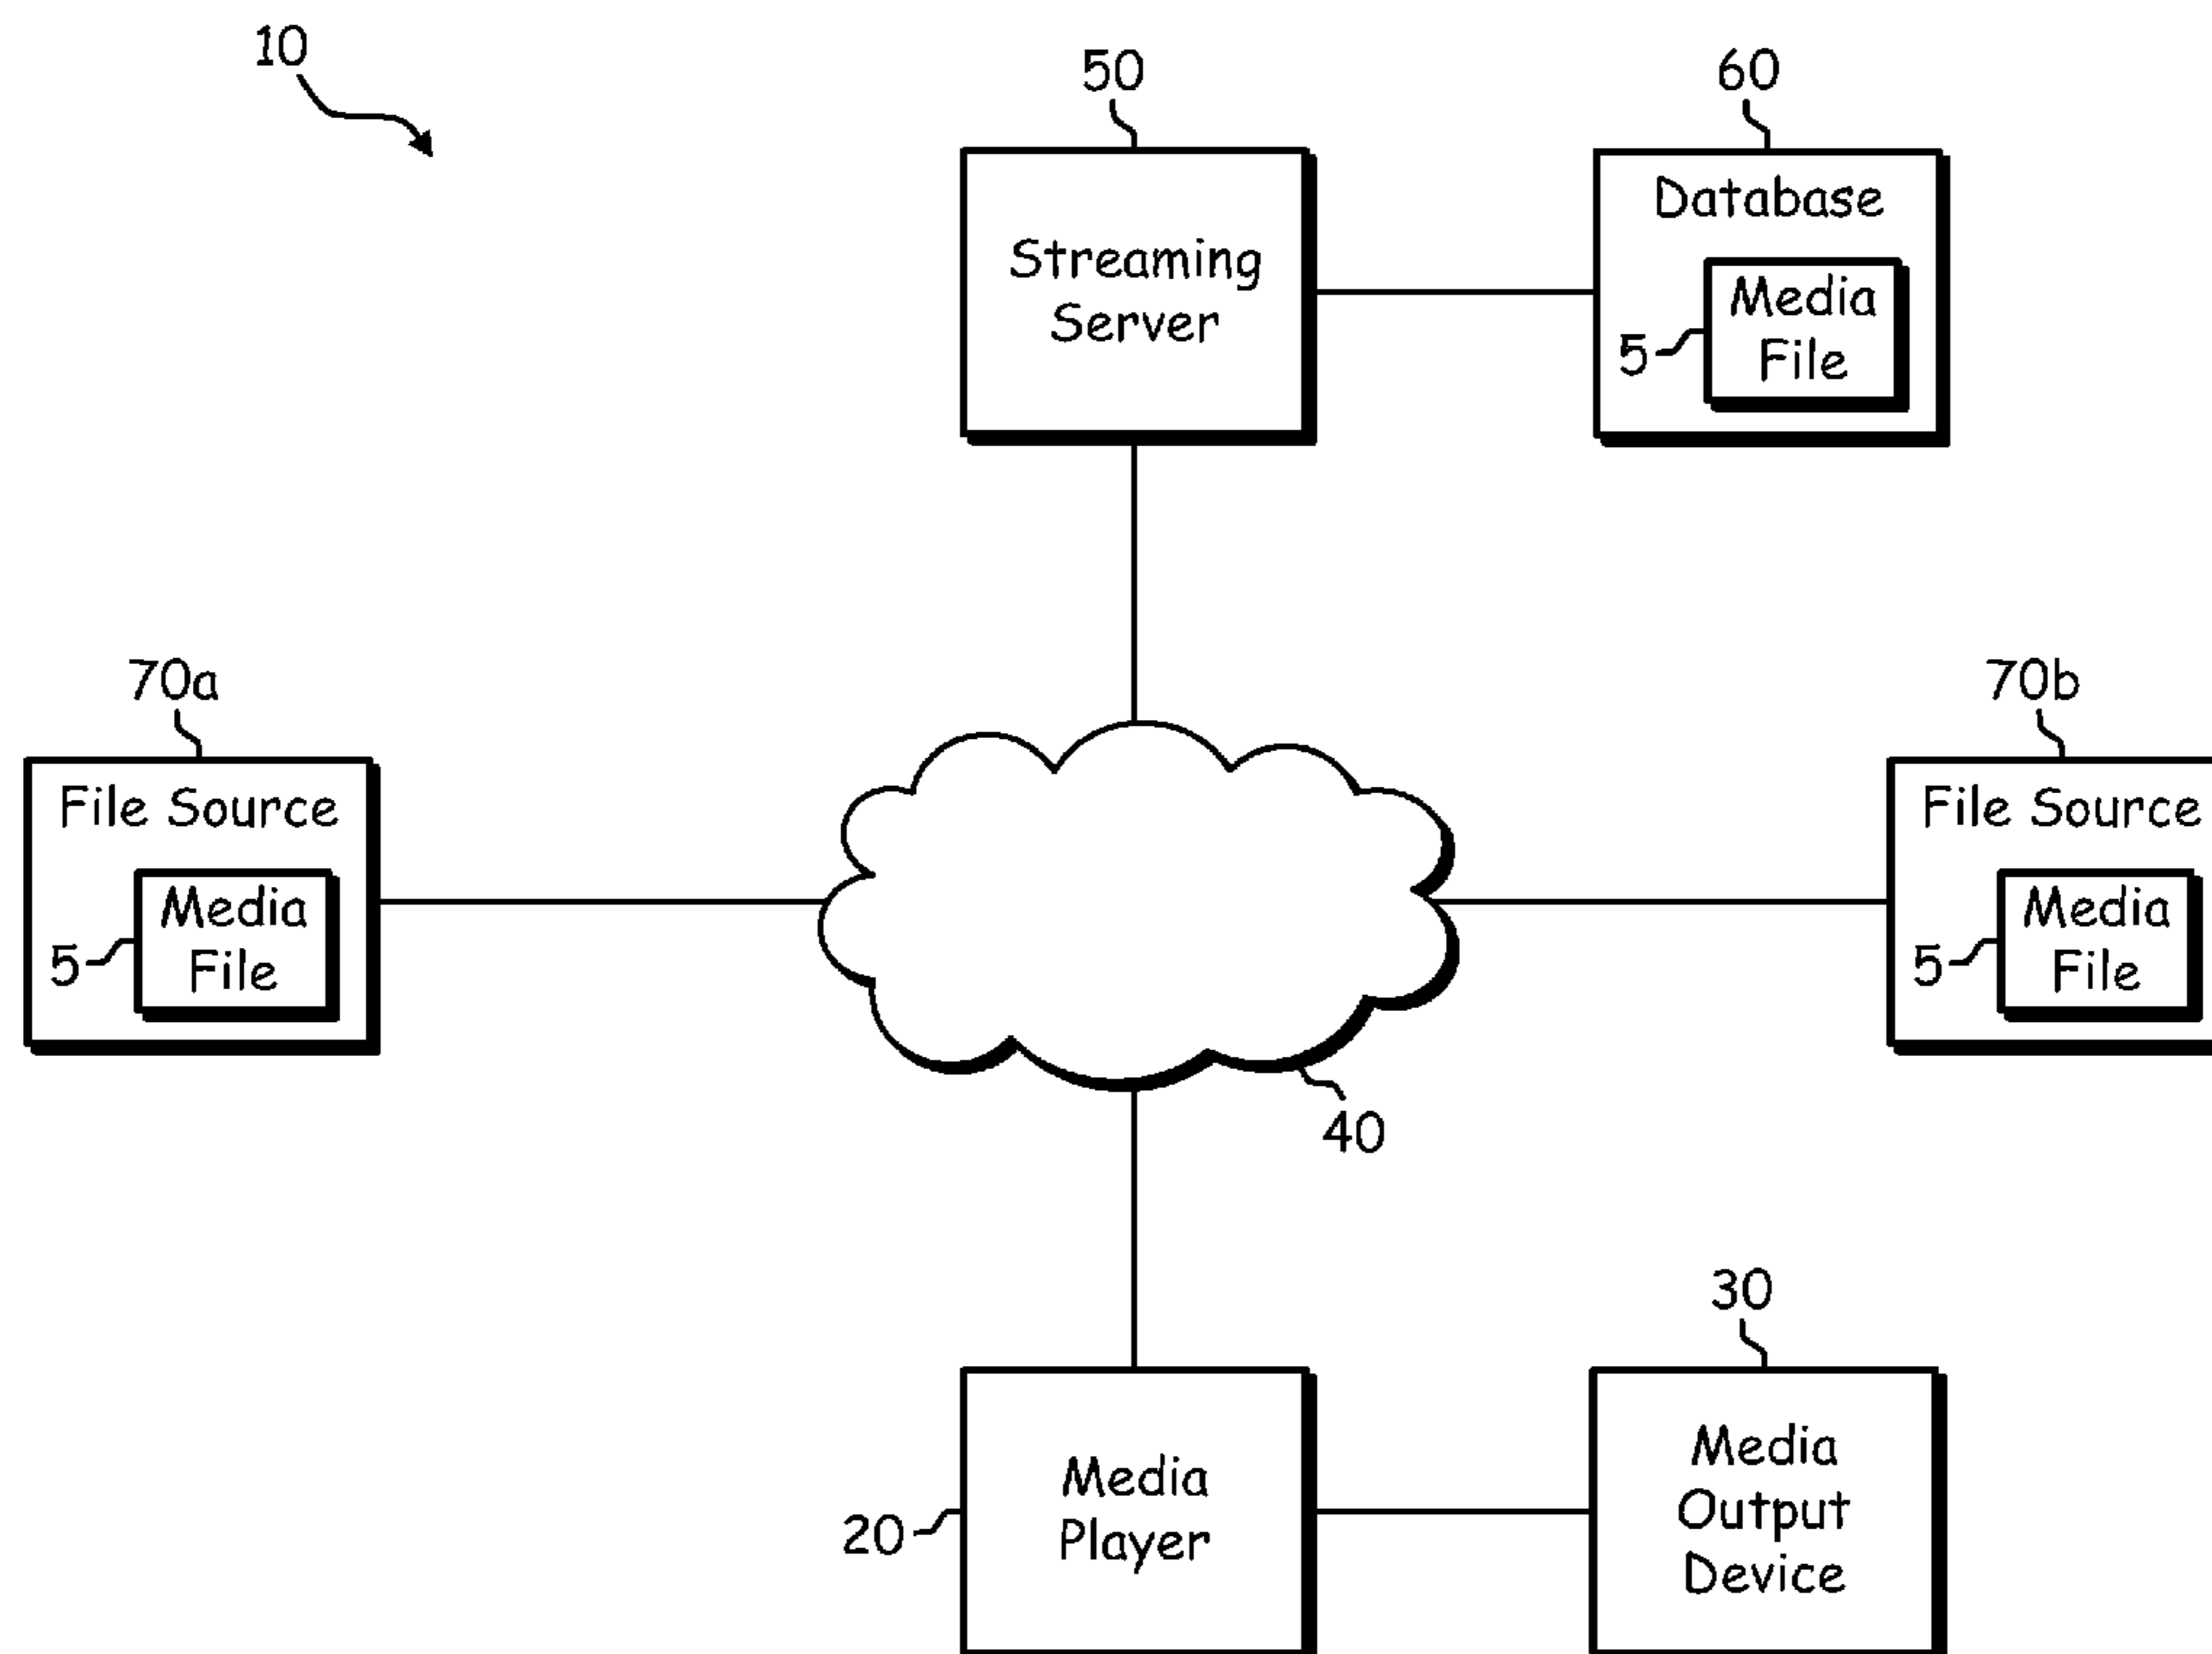 10
50
60
Streaming
Server
Database
Media
File
5
70a
70b
File Source
Media
File
5
File Source
Media
File
5
40
30
20
Media
Player
Media
Output
Device